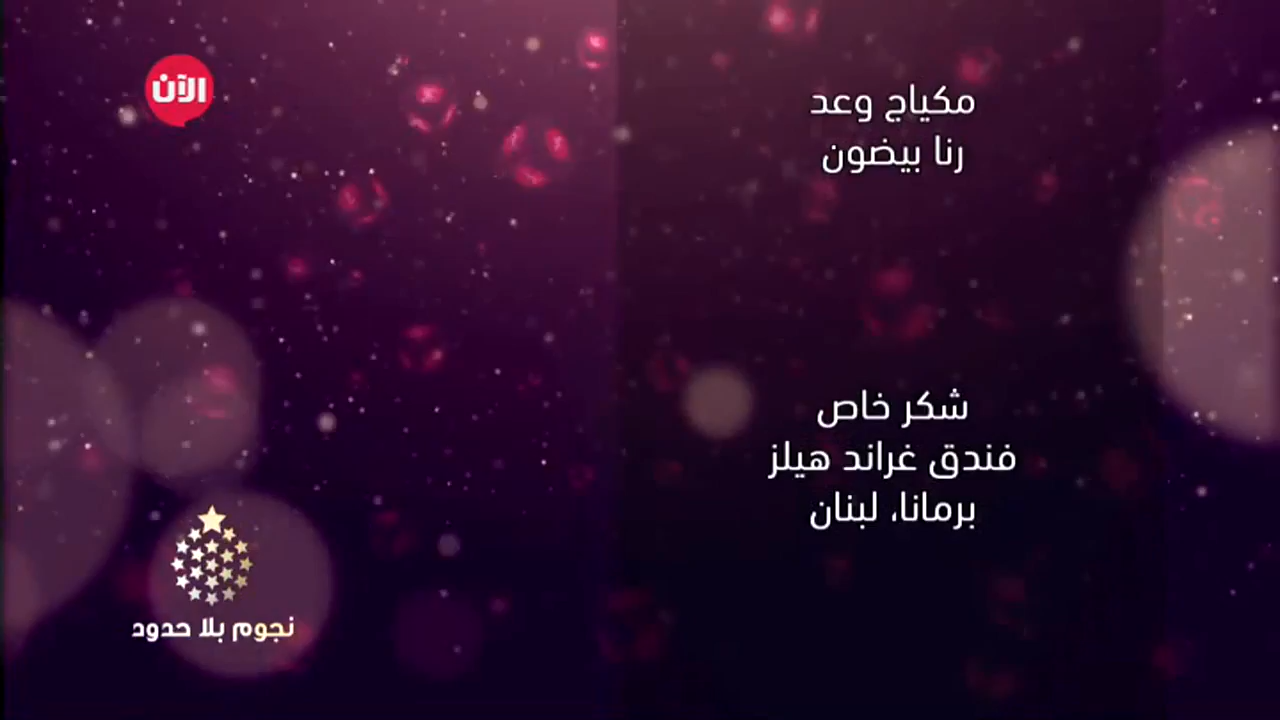 الآن
مكياج وعد
رنا بيضون
شكر خاص
فندق غراند هيلز
برمانا، لبنان
نجوم بلا حدود